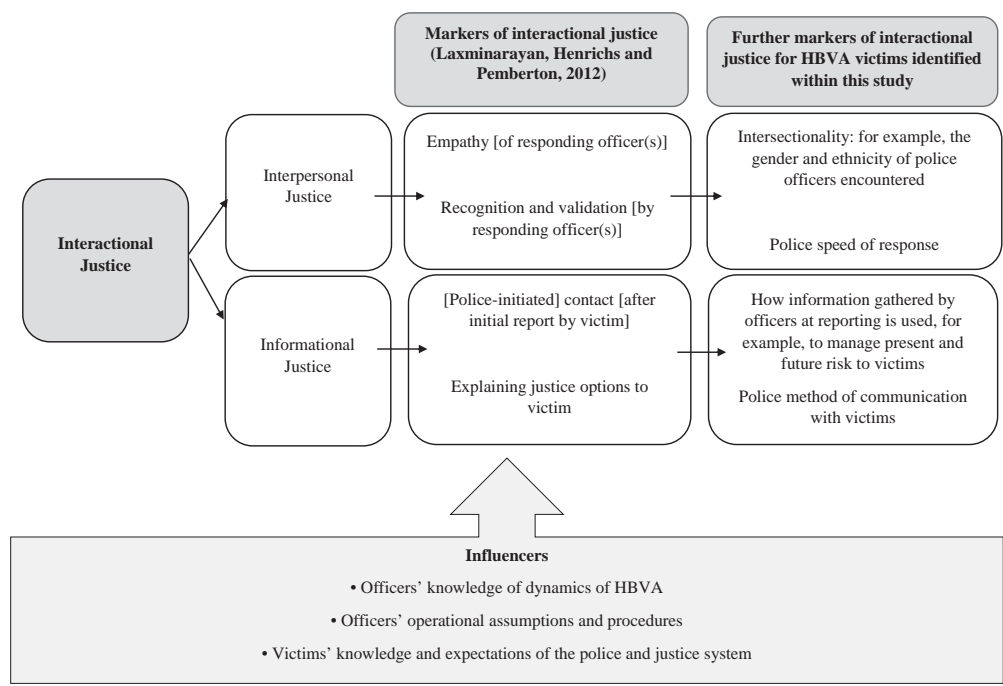 Markers of interactional justice
(Laxminarayan, Henrichs and
Pemberton, 2012)
Further markers of interactional
justice for HBVA victims identified
within this study
Interactional
Justice
Interpersonal
Justice
Empathy [of responding officer(s)]
Recognition and validation [by
responding officer(s)]
Intersectionality: for example, the
gender and ethnicity of police
officers encountered
Police speed of response
Informational
Justice
[Police-initiated] contact [after
initial report by victim]
Explaining justice options to
victim
How information gathered by
officers at reporting is used, for
example, to manage present and
future risk to victims
Police method of communication
with victims
Influencers
• Officers’ knowledge of dynamics of HBVA
• Officers’ operational assumptions and procedures
• Victims’ knowledge and expectations of the police and justice system